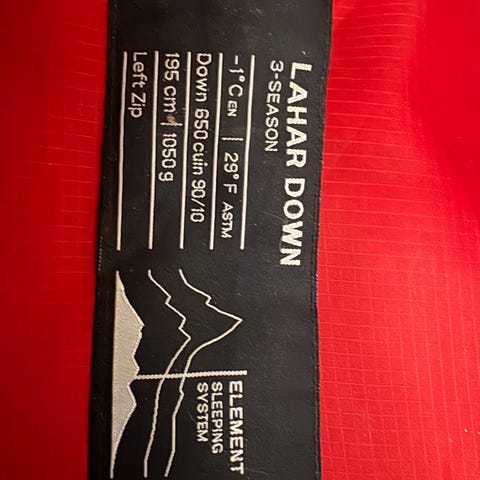 LAHAR DOWN
3-SEASON
-1°C EN | 29° F ASTM
Down 650 cuin 90/10
195 cm | 1050 g
Left Zip
ELEMENT
SLEEPING
SYSTEM